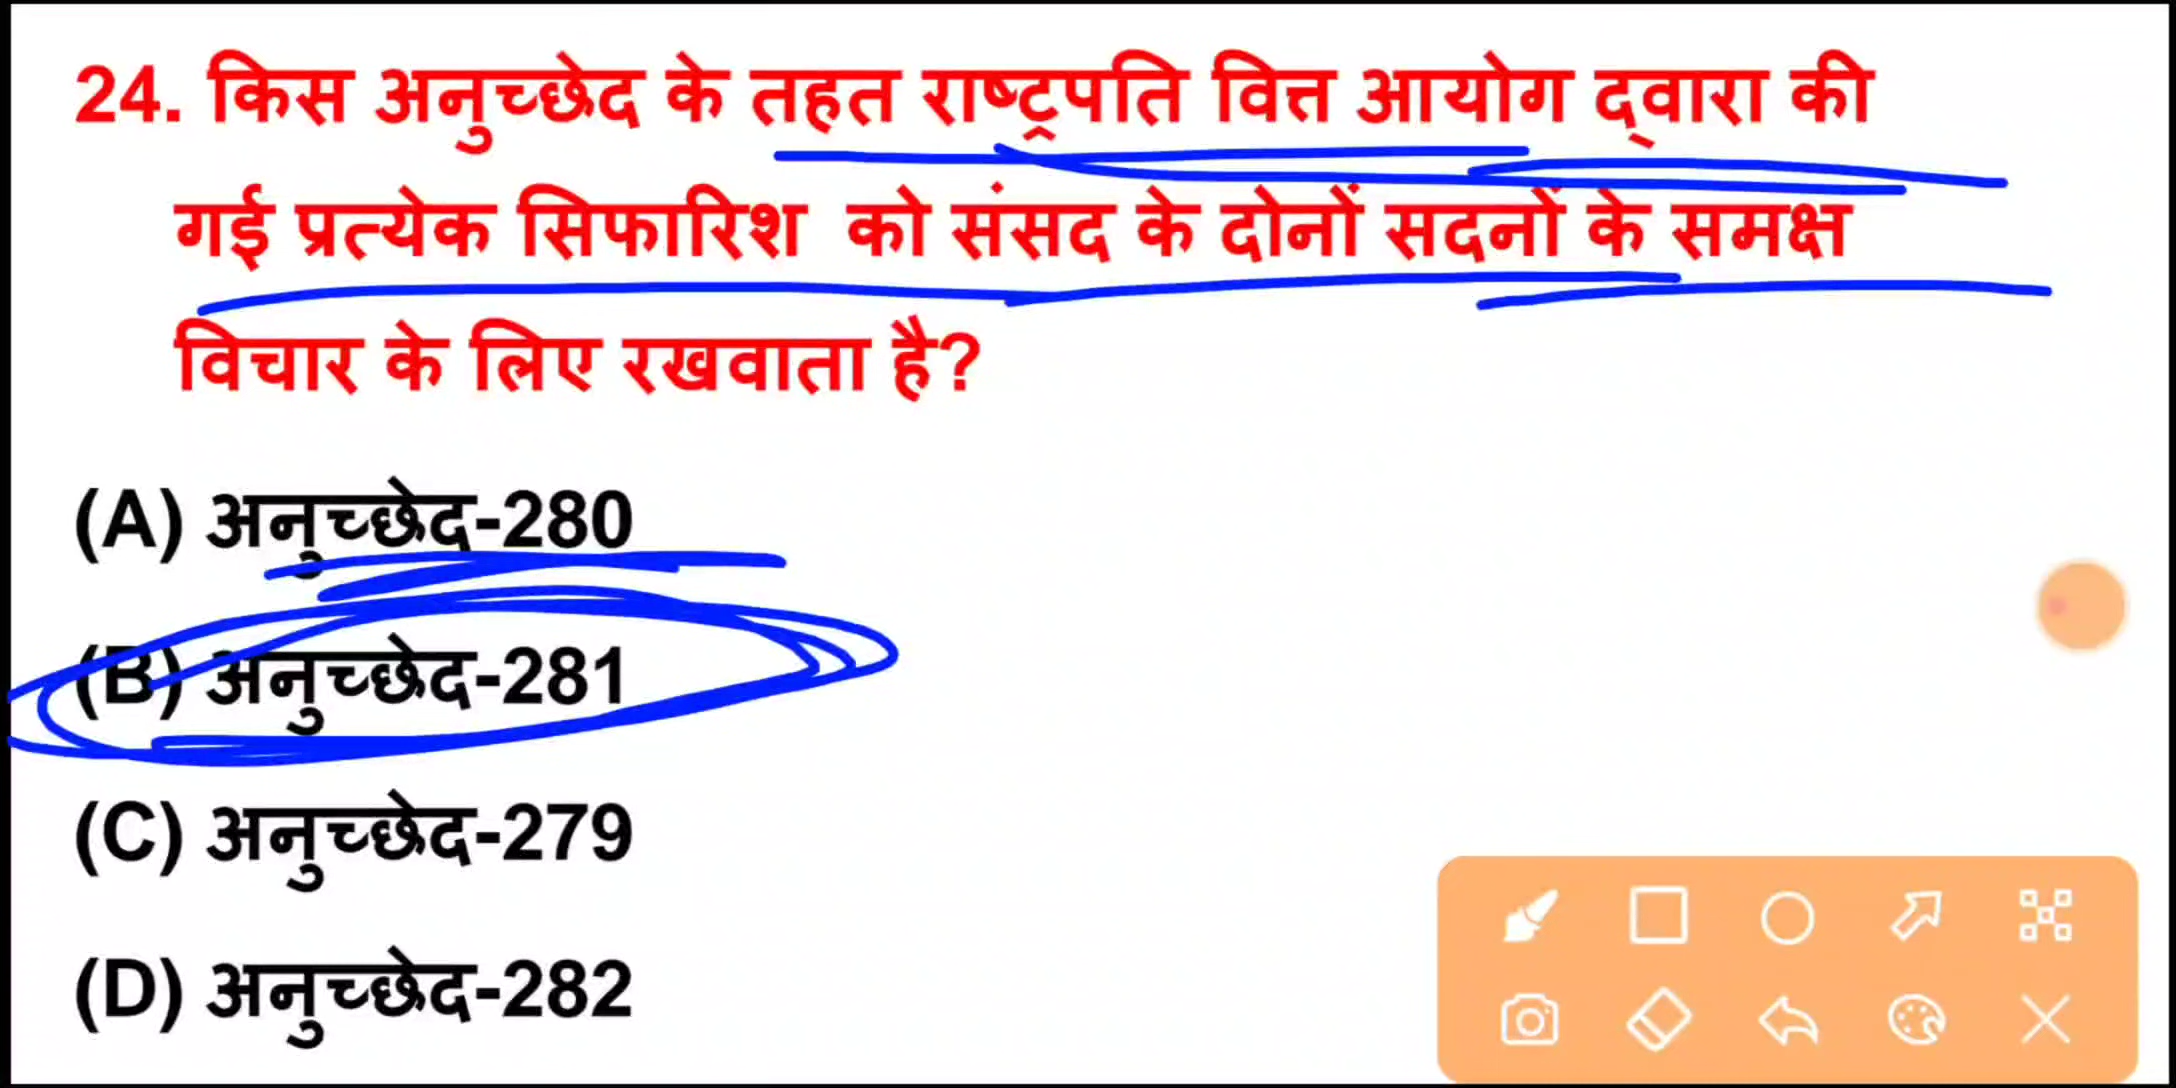 24. किस अनुच्छेद के तहत राष्ट्रपति वित्त आयोग द्वारा की
गई प्रत्येक सिफारिश को संसद के दोनों सदनों के समक्ष
विचार के लिए रखवाता है?
(A) अनुच्छेद-280
(B) अनुच्छेद-281
(C) अनुच्छेद-279
(D) अनुच्छेद-282